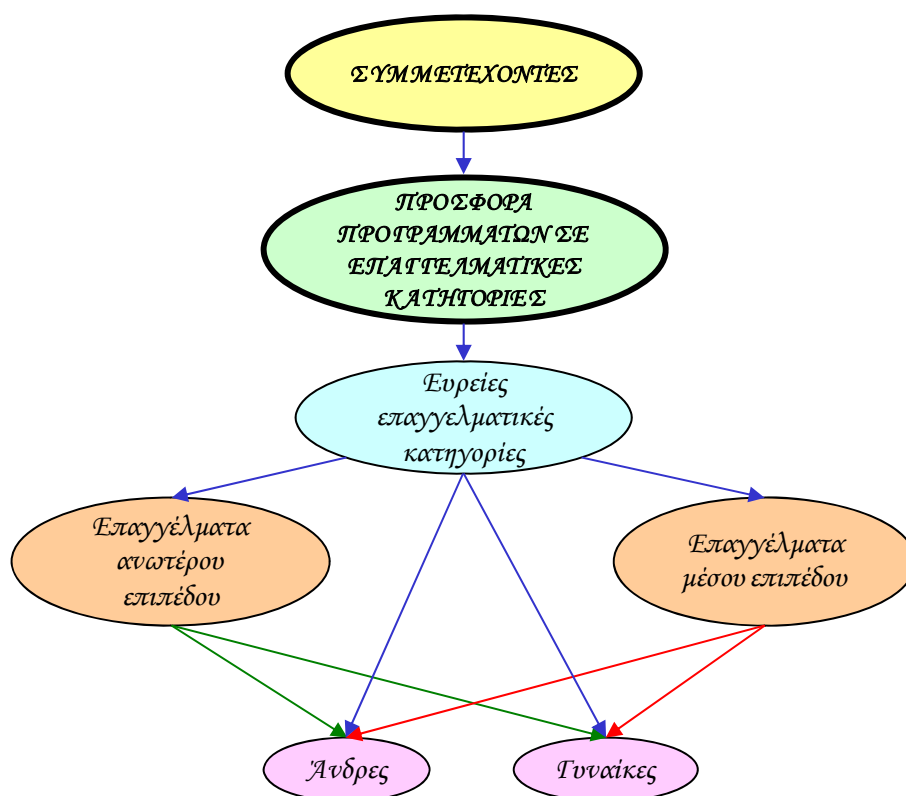 ΣΥΜΜΕΤΕΧΟΝΤΕΣ
ΠΡΟΣΦΟΡΑ
ΠΡΟΓΡΑΜΜΑΤΩΝ ΣΕ
ΕΠΑΓΓΕΛΜΑΤΙΚΕΣ
ΚΑΤΗΓΟΡΙΕΣ
Ευρείες
επαγγελματικές
κατηγορίες
Επαγγέλματα
ανωτέρου
επιπέδου
Επαγγέλματα
μέσου επιπέδου
Άνδρες
Γυναίκες